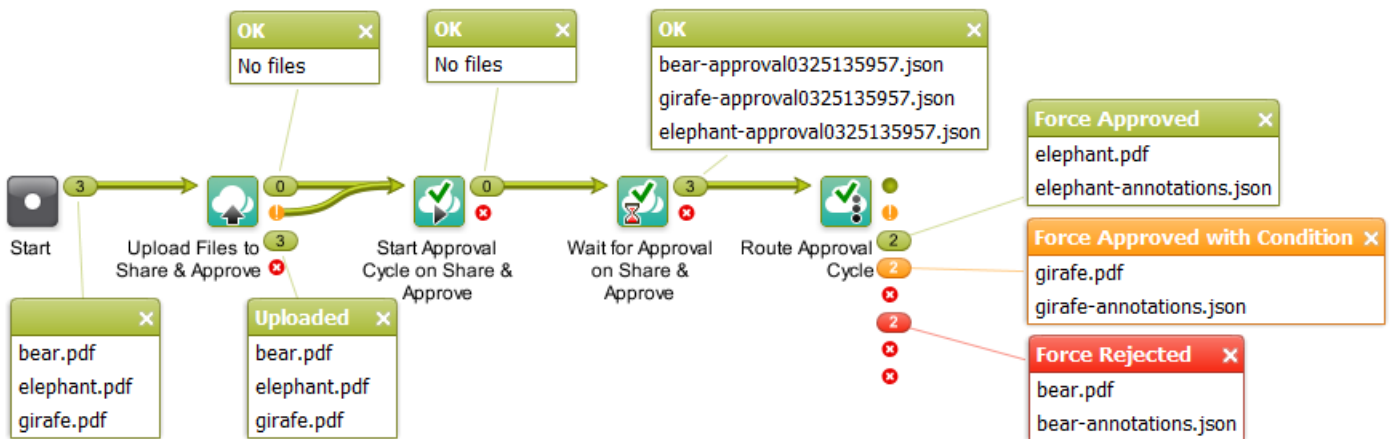 OK
No files
OK
No files
OK
bear-approval0325135957.json
girafe-approval0325135957.json
elephant-approval0325135957.json
Force Approved
elephant.pdf
elephant-annotations.json
3
0
0
3
Start
Upload Files to
Share & Approve
3
Start Approval
Cycle on Share &
Approve
Wait for Approval
on Share &
Approve
Route Approval
Cycle
2
2
2
Force Approved with Condition
girafe.pdf
girafe-annotations.json
bear.pdf
elephant.pdf
girafe.pdf
Uploaded
bear.pdf
elephant.pdf
girafe.pdf
Force Rejected
bear.pdf
bear-annotations.json